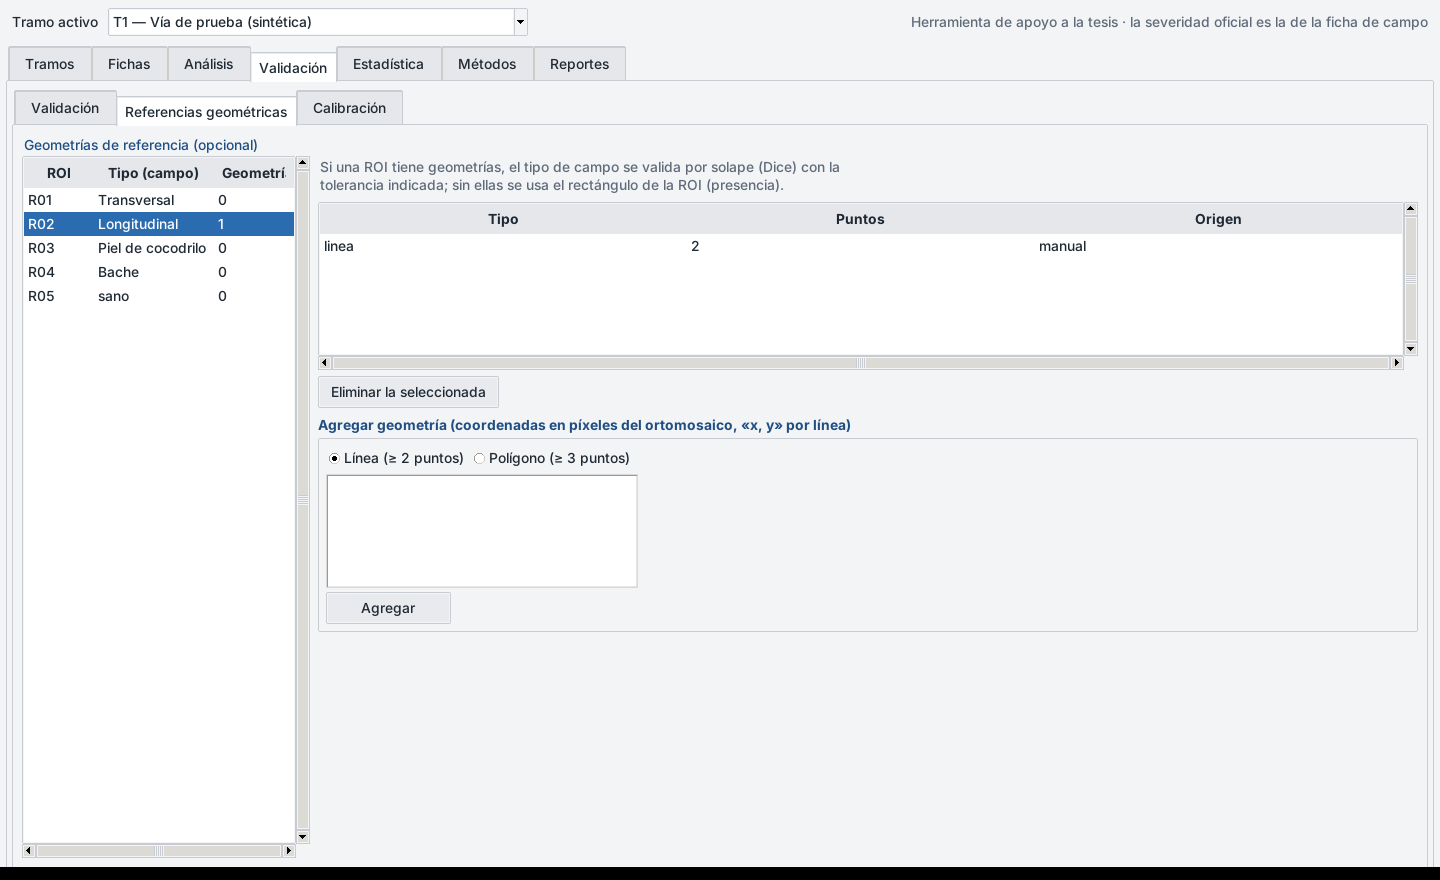 Tramo activo T1 — Vía de prueba (sintética) Herramienta de apoyo a la tesis · la severidad oficial es la de la ficha de campo
Tramos Fichas Análisis Validación Estadística Métodos Reportes
Validación Referencias geométricas Calibración
Geometrías de referencia (opcional)
ROI Tipo (campo) Geometrí
R01 Transversal 0
R02 Longitudinal 1
R03 Piel de cocodrilo 0
R04 Bache 0
R05 sano 0
Si una ROI tiene geometrías, el tipo de campo se valida por solape (Dice) con la
tolerancia indicada; sin ellas se usa el rectángulo de la ROI (presencia).
Tipo Puntos Origen
linea 2 manual
Eliminar la seleccionada
Agregar geometría (coordenadas en píxeles del ortomosaico, «x, y» por línea)
Línea (≥ 2 puntos) Polígono (≥ 3 puntos)
Agregar